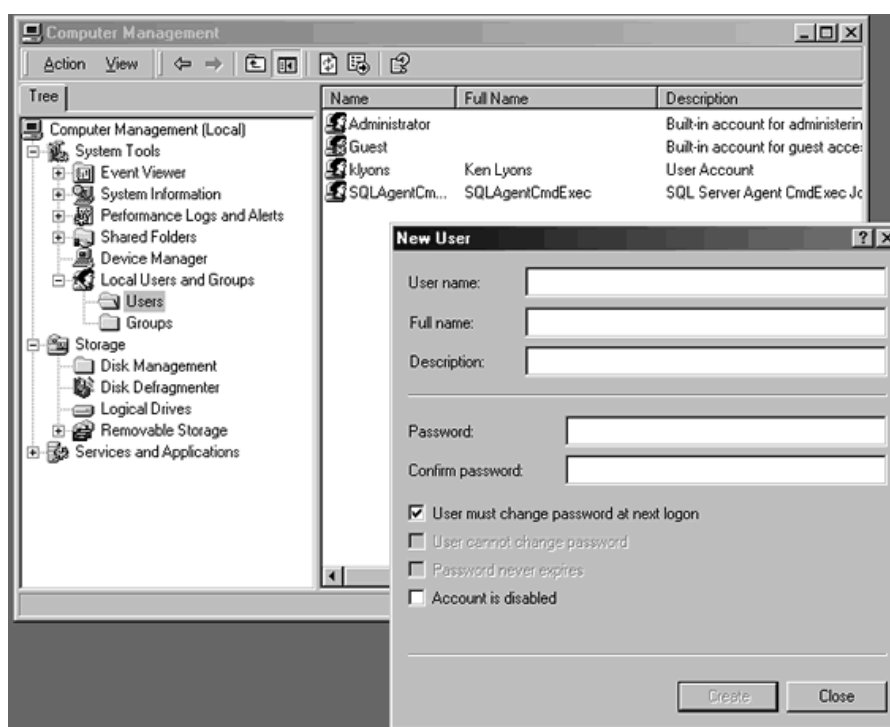 Computer Management
Action View
Tree
Name Full Name Description
Administrator Built-in account for administerin
Guest Built-in account for guest acce
klyons Ken Lyons User Account
SQLAgentCm... SQLAgentCmdExec SQL Server Agent CmdExec Jc
Computer Management (Local)
System Tools
Event Viewer
System Information
Performance Logs and Alerts
Shared Folders
Device Manager
Local Users and Groups
Users
Groups
Storage
Disk Management
Disk Defragmenter
Logical Drives
Removable Storage
Services and Applications
New User
User name:
Full name:
Description:
Password:
Confirm password:
User must change password at next logon
User cannot change password
Password never expires
Account is disabled
Create Close